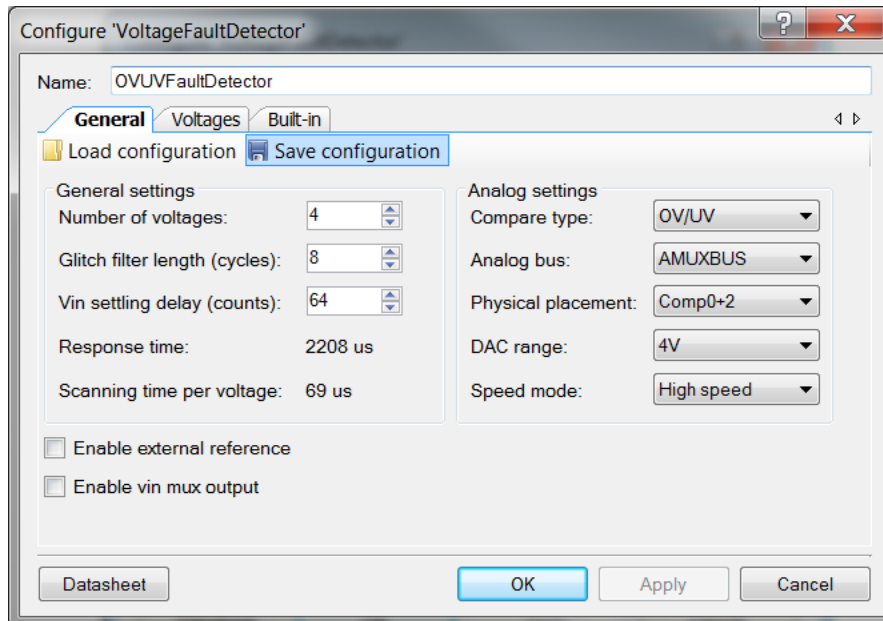 Configure 'VoltageFaultDetector'
Name: OVUVFaultDetector
General Voltages Built-in
Load configuration Save configuration
General settings
Number of voltages: 4
Glitch filter length (cycles): 8
Vin settling delay (counts): 64
Response time: 2208 us
Scanning time per voltage: 69 us
Analog settings
Compare type: OV/UV
Analog bus: AMUXBUS
Physical placement: Comp0+2
DAC range: 4V
Speed mode: High speed
Enable external reference
Enable vin mux output
Datasheet OK Apply Cancel